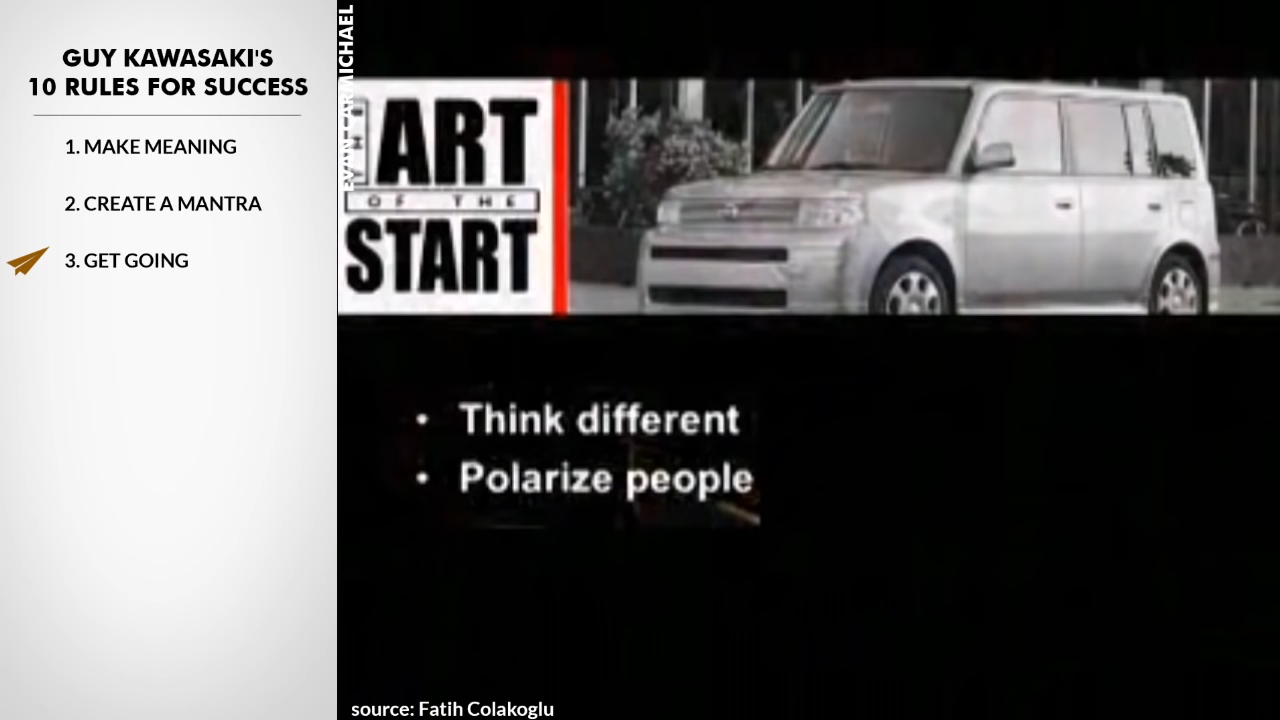 GUY KAWASAKI'S
10 RULES FOR SUCCESS
1. MAKE MEANING
2. CREATE A MANTRA
3. GET GOING
ART
OF THE
START
• Think different
• Polarize people
source: Fatih Colakoglu